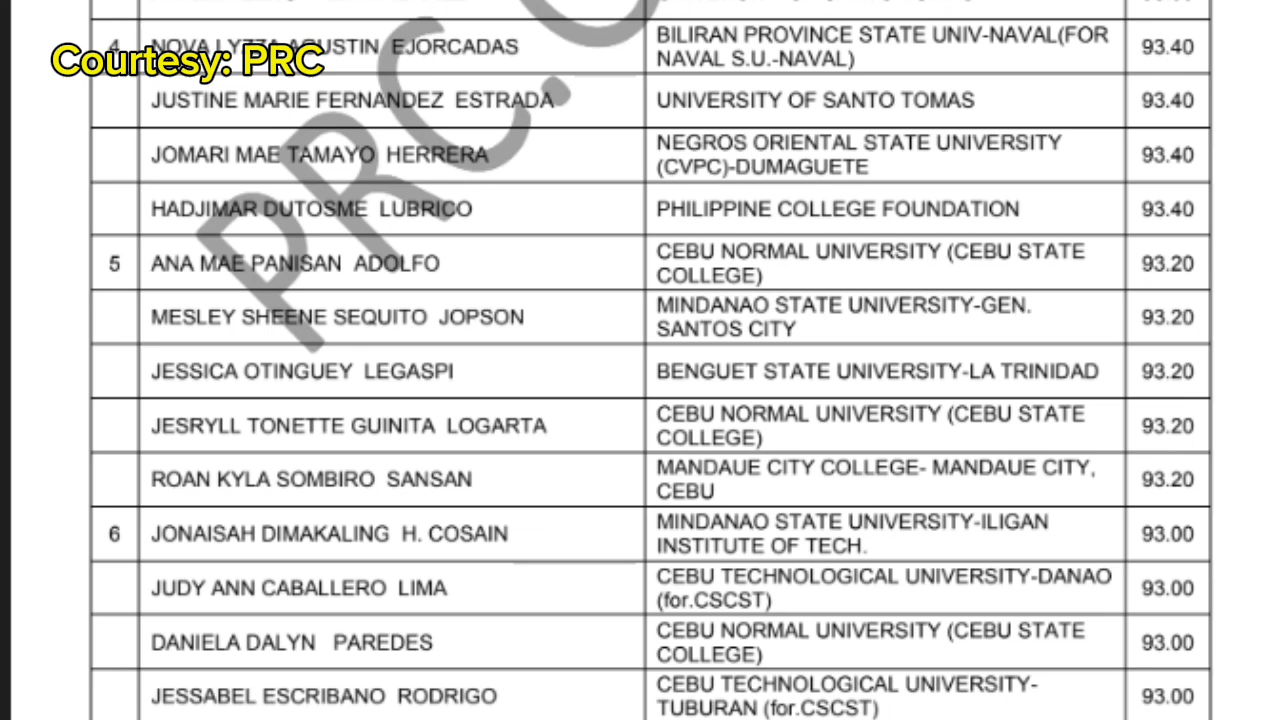 4 NOVA LYZZA AGUSTIN EJORCADAS BILIRAN PROVINCE STATE UNIV-NAVAL(FOR NAVAL S.U.-NAVAL) 93.40
Courtesy: PRC
JUSTINE MARIE FERNANDEZ ESTRADA UNIVERSITY OF SANTO TOMAS 93.40
JOMARI MAE TAMAYO HERRERA NEGROS ORIENTAL STATE UNIVERSITY (CVPC)-DUMAGUETE 93.40
HADJIMAR DUTOSME LUBRICO PHILIPPINE COLLEGE FOUNDATION 93.40
5 ANA MAE PANISAN ADOLFO CEBU NORMAL UNIVERSITY (CEBU STATE COLLEGE) 93.20
MESLEY SHEENE SEQUITO JOPSON MINDANAO STATE UNIVERSITY-GEN. SANTOS CITY 93.20
JESSICA OTINGUEY LEGASPI BENGUET STATE UNIVERSITY-LA TRINIDAD 93.20
JESRYLL TONETTE GUINITA LOGARTA CEBU NORMAL UNIVERSITY (CEBU STATE COLLEGE) 93.20
ROAN KYLA SOMBIRO SANSAN MANDAUE CITY COLLEGE- MANDAUE CITY, CEBU 93.20
6 JONAISAH DIMAKALING H. COSAIN MINDANAO STATE UNIVERSITY-ILIGAN INSTITUTE OF TECH. 93.00
JUDY ANN CABALLERO LIMA CEBU TECHNOLOGICAL UNIVERSITY-DANAO (for.CSCST) 93.00
DANIELA DALYN PAREDES CEBU NORMAL UNIVERSITY (CEBU STATE COLLEGE) 93.00
JESSABEL ESCRIBANO RODRIGO CEBU TECHNOLOGICAL UNIVERSITY-TUBURAN (for.CSCST) 93.00
PRC.